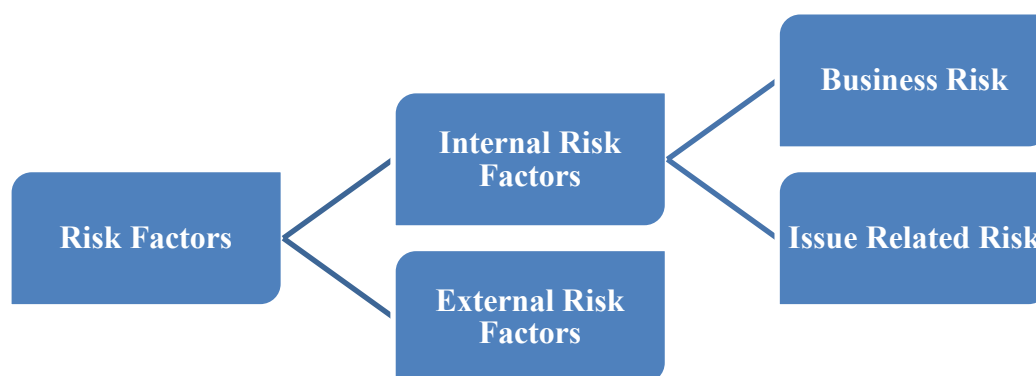 Risk Factors
Internal Risk
Factors
External Risk
Factors
Business Risk
Issue Related Risk